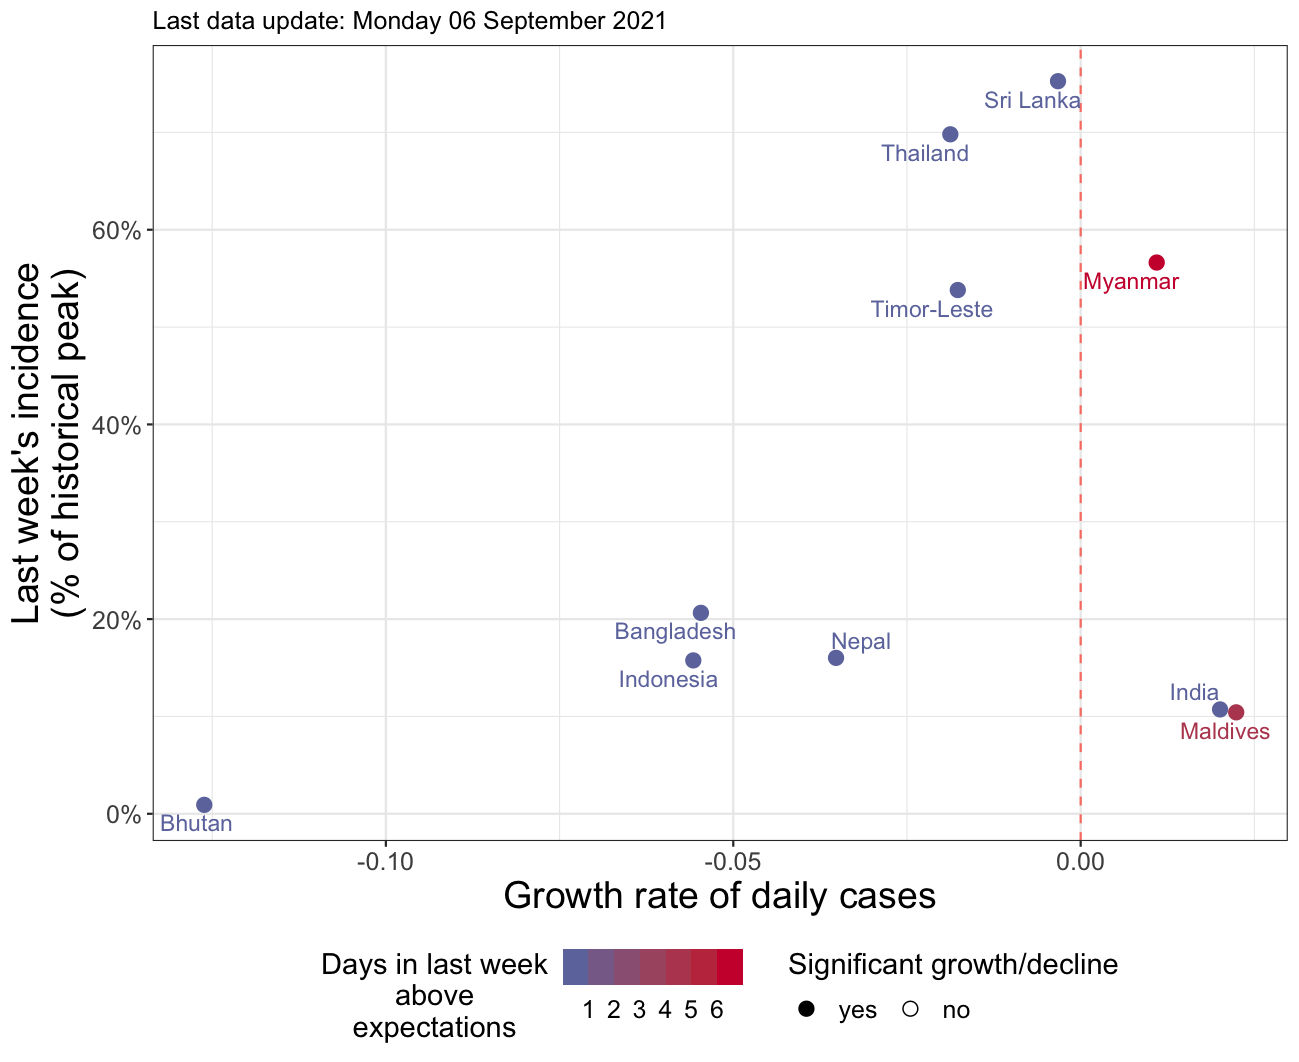 Last data update: Monday 06 September 2021
Last week's incidence
(% of historical peak)
60%
40%
20%
0%
Sri Lanka
Thailand
Myanmar
Timor-Leste
Bangladesh
Nepal
Indonesia
India
Maldives
Bhutan
-0.10 -0.05 0.00
Growth rate of daily cases
Days in last week
above
expectations
1 2 3 4 5 6
Significant growth/decline
yes no